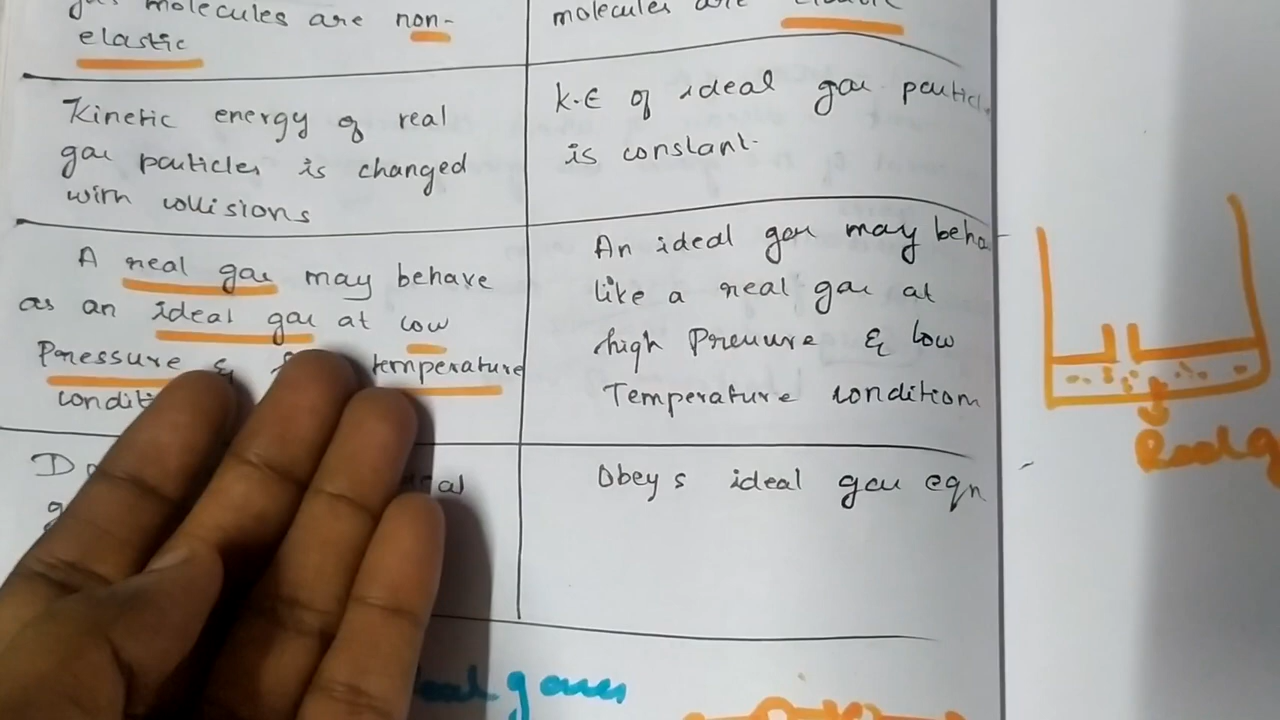 molecules are non-
elastic
molecules are
Kinetic energy of real
gas particles is changed
with collisions
K.E of ideal gas
is constant.
A real gas may behave
as an ideal gas at low
Pressure & temperature
An ideal gas may
like a real gas at
high Pressure & low
Temperature condition
Obeys ideal gas eqn
gases